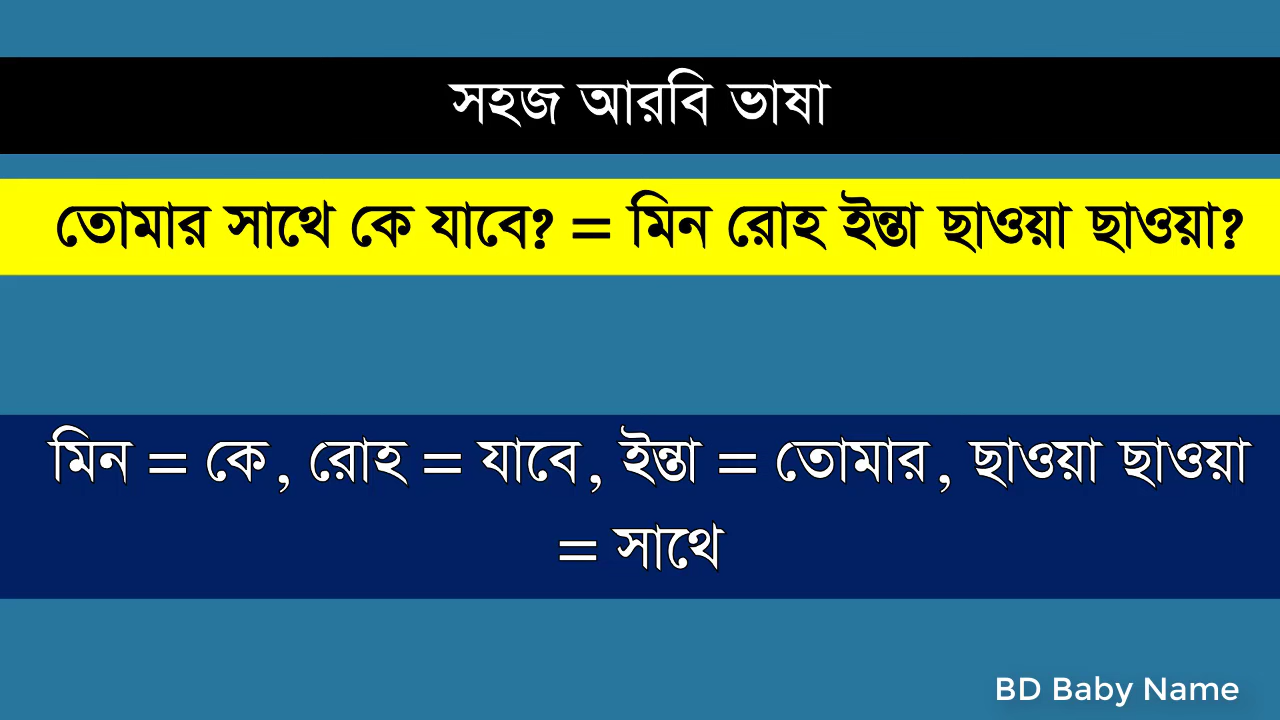 সহজ আরবি ভাষা
তোমার সাথে কে যাবে? = মিন রোহ ইন্তা ছাওয়া ছাওয়া?
মিন = কে, রোহ = যাবে, ইন্তা = তোমার, ছাওয়া ছাওয়া
= সাথে
BD Baby Name